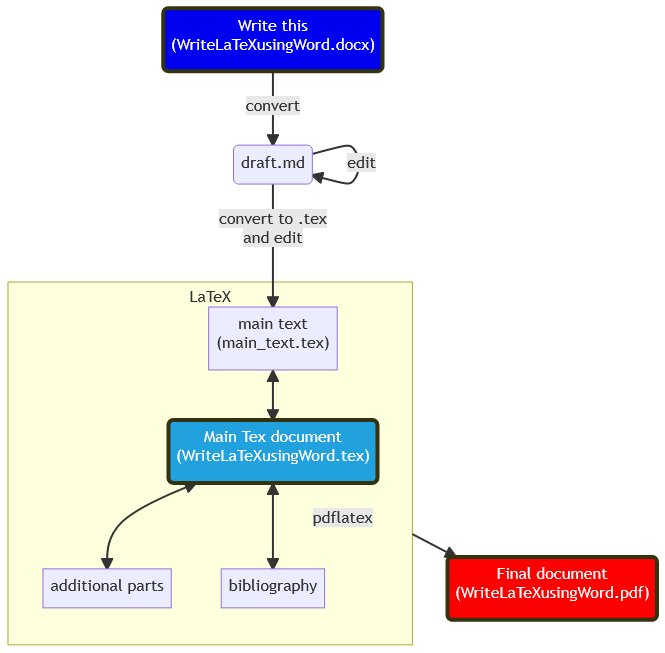 Write this
(WriteLaTeXusingWord.docx)
convert
draft.md
edit
convert to .tex
and edit
LaTeX
main text
(main_text.tex)
Main Tex document
(WriteLaTeXusingWord.tex)
pdflatex
additional parts
bibliography
Final document
(WriteLaTeXusingWord.pdf)